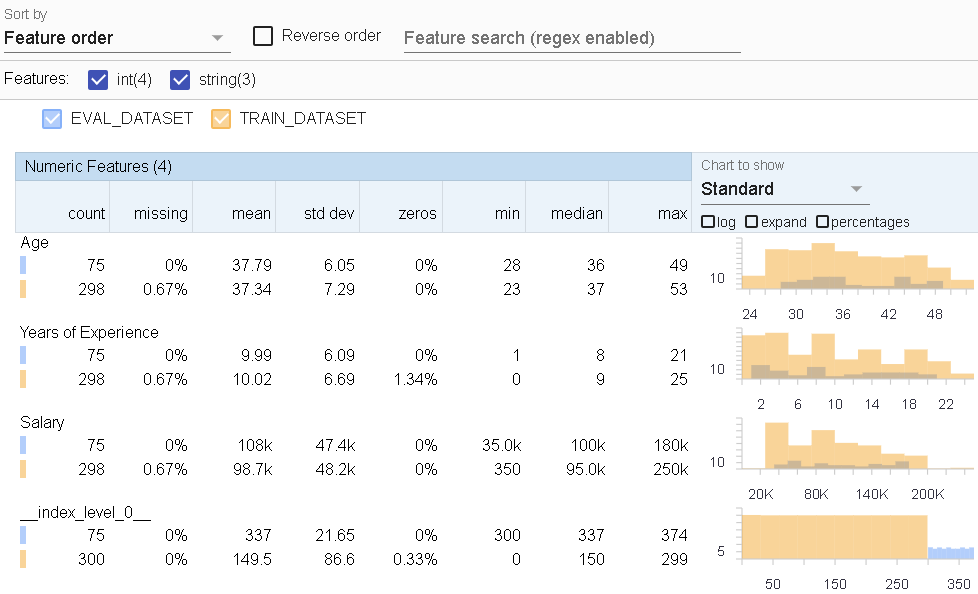 Sort by
Feature order
Reverse order
Feature search (regex enabled)
Features: int(4) string(3)
EVAL_DATASET TRAIN_DATASET
Numeric Features (4)
Chart to show
Standard
count missing mean std dev zeros min median max
log expand percentages
Age
75 0% 37.79 6.05 0% 28 36 49
298 0.67% 37.34 7.29 0% 23 37 53
10
24 30 36 42 48
Years of Experience
75 0% 9.99 6.09 0% 1 8 21
298 0.67% 10.02 6.69 1.34% 0 9 25
10
2 6 10 14 18 22
Salary
75 0% 108k 47.4k 0% 35.0k 100k 180k
298 0.67% 98.7k 48.2k 0% 350 95.0k 250k
10
20K 80K 140K 200K
__index_level_0__
75 0% 337 21.65 0% 300 337 374
300 0% 149.5 86.6 0.33% 0 150 299
5
50 150 250 350